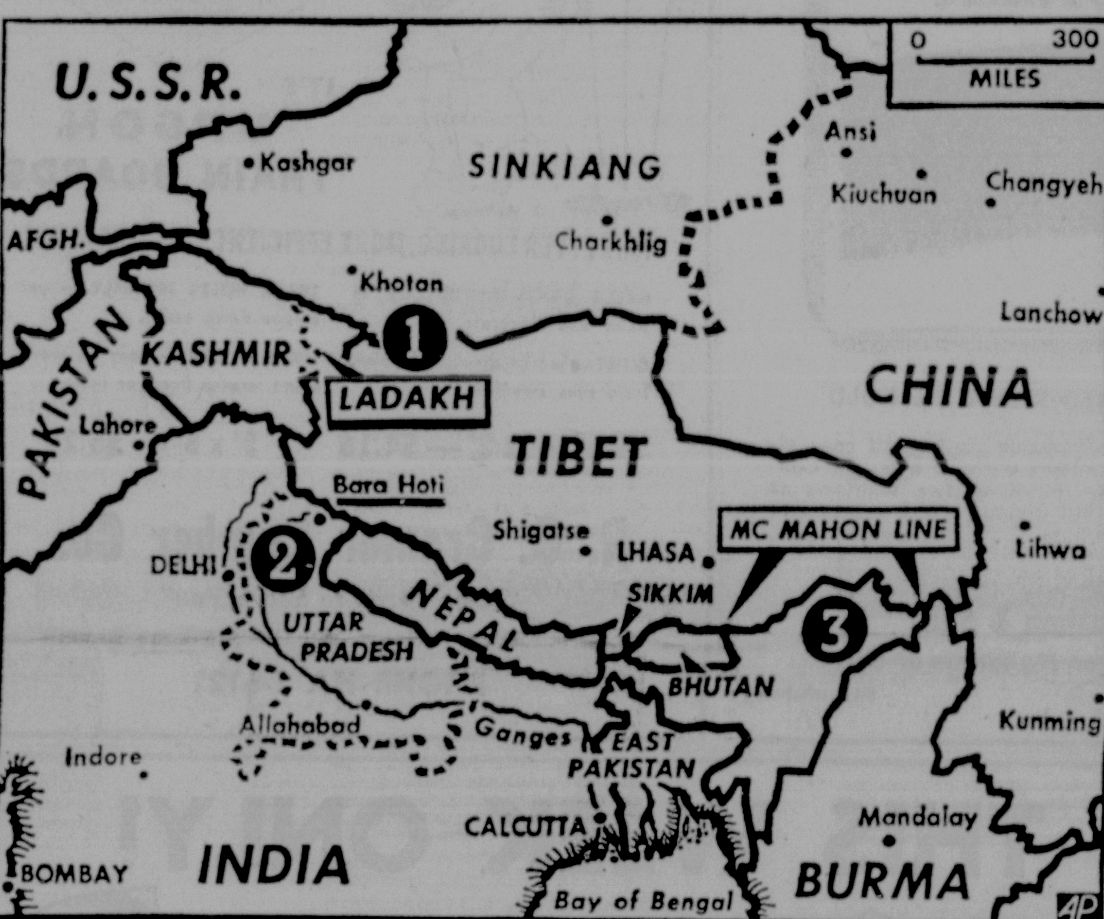 0 300
MILES
U.S.S.R.
Kashgar
SINKIANG
Ansi
Kiuchuan
Changyeh
Charkhlig
AFGH.
Khotan
Lanchow
1
PAKISTAN
KASHMIR
LADAKH
CHINA
Lahore
TIBET
Bara Hoti
Shigatse
LHASA
MC MAHON LINE
Lihwa
DELHI
2
NEPAL
SIKKIM
3
UTTAR
PRADESH
BHUTAN
Allahabad
Ganges
EAST
PAKISTAN
Kunming
Indore
CALCUTTA
Mandalay
BOMBAY
INDIA
Bay of Bengal
BURMA
AP